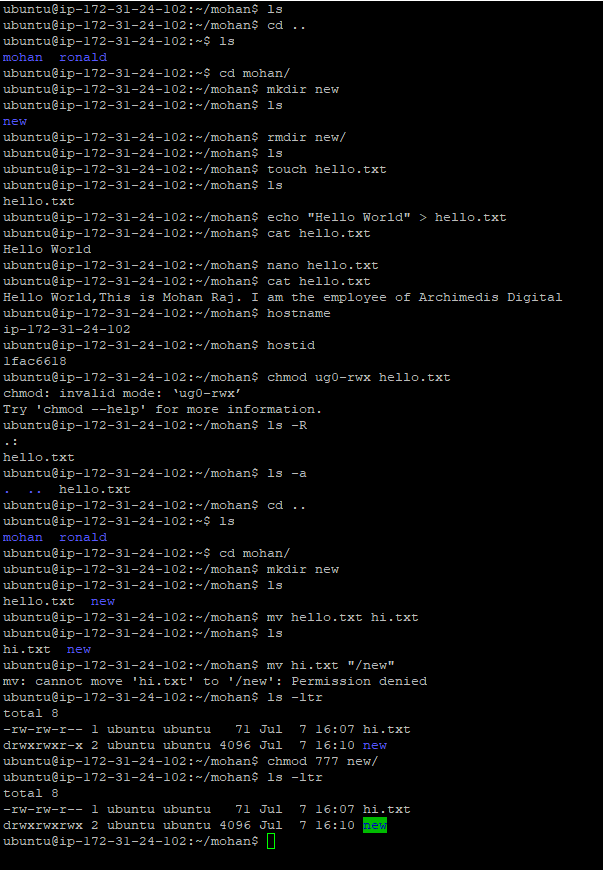 ubuntu@ip-172-31-24-102:~/mohan$ ls
ubuntu@ip-172-31-24-102:~/mohan$ cd ..
ubuntu@ip-172-31-24-102:~$ ls
mohan  ronald
ubuntu@ip-172-31-24-102:~$ cd mohan/
ubuntu@ip-172-31-24-102:~/mohan$ mkdir new
ubuntu@ip-172-31-24-102:~/mohan$ ls
new
ubuntu@ip-172-31-24-102:~/mohan$ rmdir new/
ubuntu@ip-172-31-24-102:~/mohan$ ls
ubuntu@ip-172-31-24-102:~/mohan$ touch hello.txt
ubuntu@ip-172-31-24-102:~/mohan$ ls
hello.txt
ubuntu@ip-172-31-24-102:~/mohan$ echo "Hello World" > hello.txt
ubuntu@ip-172-31-24-102:~/mohan$ cat hello.txt
Hello World
ubuntu@ip-172-31-24-102:~/mohan$ nano hello.txt
ubuntu@ip-172-31-24-102:~/mohan$ cat hello.txt
Hello World,This is Mohan Raj. I am the employee of Archimedis Digital
ubuntu@ip-172-31-24-102:~/mohan$ hostname
ip-172-31-24-102
ubuntu@ip-172-31-24-102:~/mohan$ hostid
1fac6618
ubuntu@ip-172-31-24-102:~/mohan$ chmod ug0-rwx hello.txt
chmod: invalid mode: ‘ug0-rwx’
Try 'chmod --help' for more information.
ubuntu@ip-172-31-24-102:~/mohan$ ls -R
.:
hello.txt
ubuntu@ip-172-31-24-102:~/mohan$ ls -a
.  ..  hello.txt
ubuntu@ip-172-31-24-102:~/mohan$ cd ..
ubuntu@ip-172-31-24-102:~$ ls
mohan  ronald
ubuntu@ip-172-31-24-102:~$ cd mohan/
ubuntu@ip-172-31-24-102:~/mohan$ mkdir new
ubuntu@ip-172-31-24-102:~/mohan$ ls
hello.txt  new
ubuntu@ip-172-31-24-102:~/mohan$ mv hello.txt hi.txt
ubuntu@ip-172-31-24-102:~/mohan$ ls
hi.txt  new
ubuntu@ip-172-31-24-102:~/mohan$ mv hi.txt "/new"
mv: cannot move 'hi.txt' to '/new': Permission denied
ubuntu@ip-172-31-24-102:~/mohan$ ls -ltr
total 8
-rw-rw-r-- 1 ubuntu ubuntu   71 Jul  7 16:07 hi.txt
drwxrwxr-x 2 ubuntu ubuntu 4096 Jul  7 16:10 new
ubuntu@ip-172-31-24-102:~/mohan$ chmod 777 new/
ubuntu@ip-172-31-24-102:~/mohan$ ls -ltr
total 8
-rw-rw-r-- 1 ubuntu ubuntu   71 Jul  7 16:07 hi.txt
drwxrwxrwx 2 ubuntu ubuntu 4096 Jul  7 16:10 new
ubuntu@ip-172-31-24-102:~/mohan$